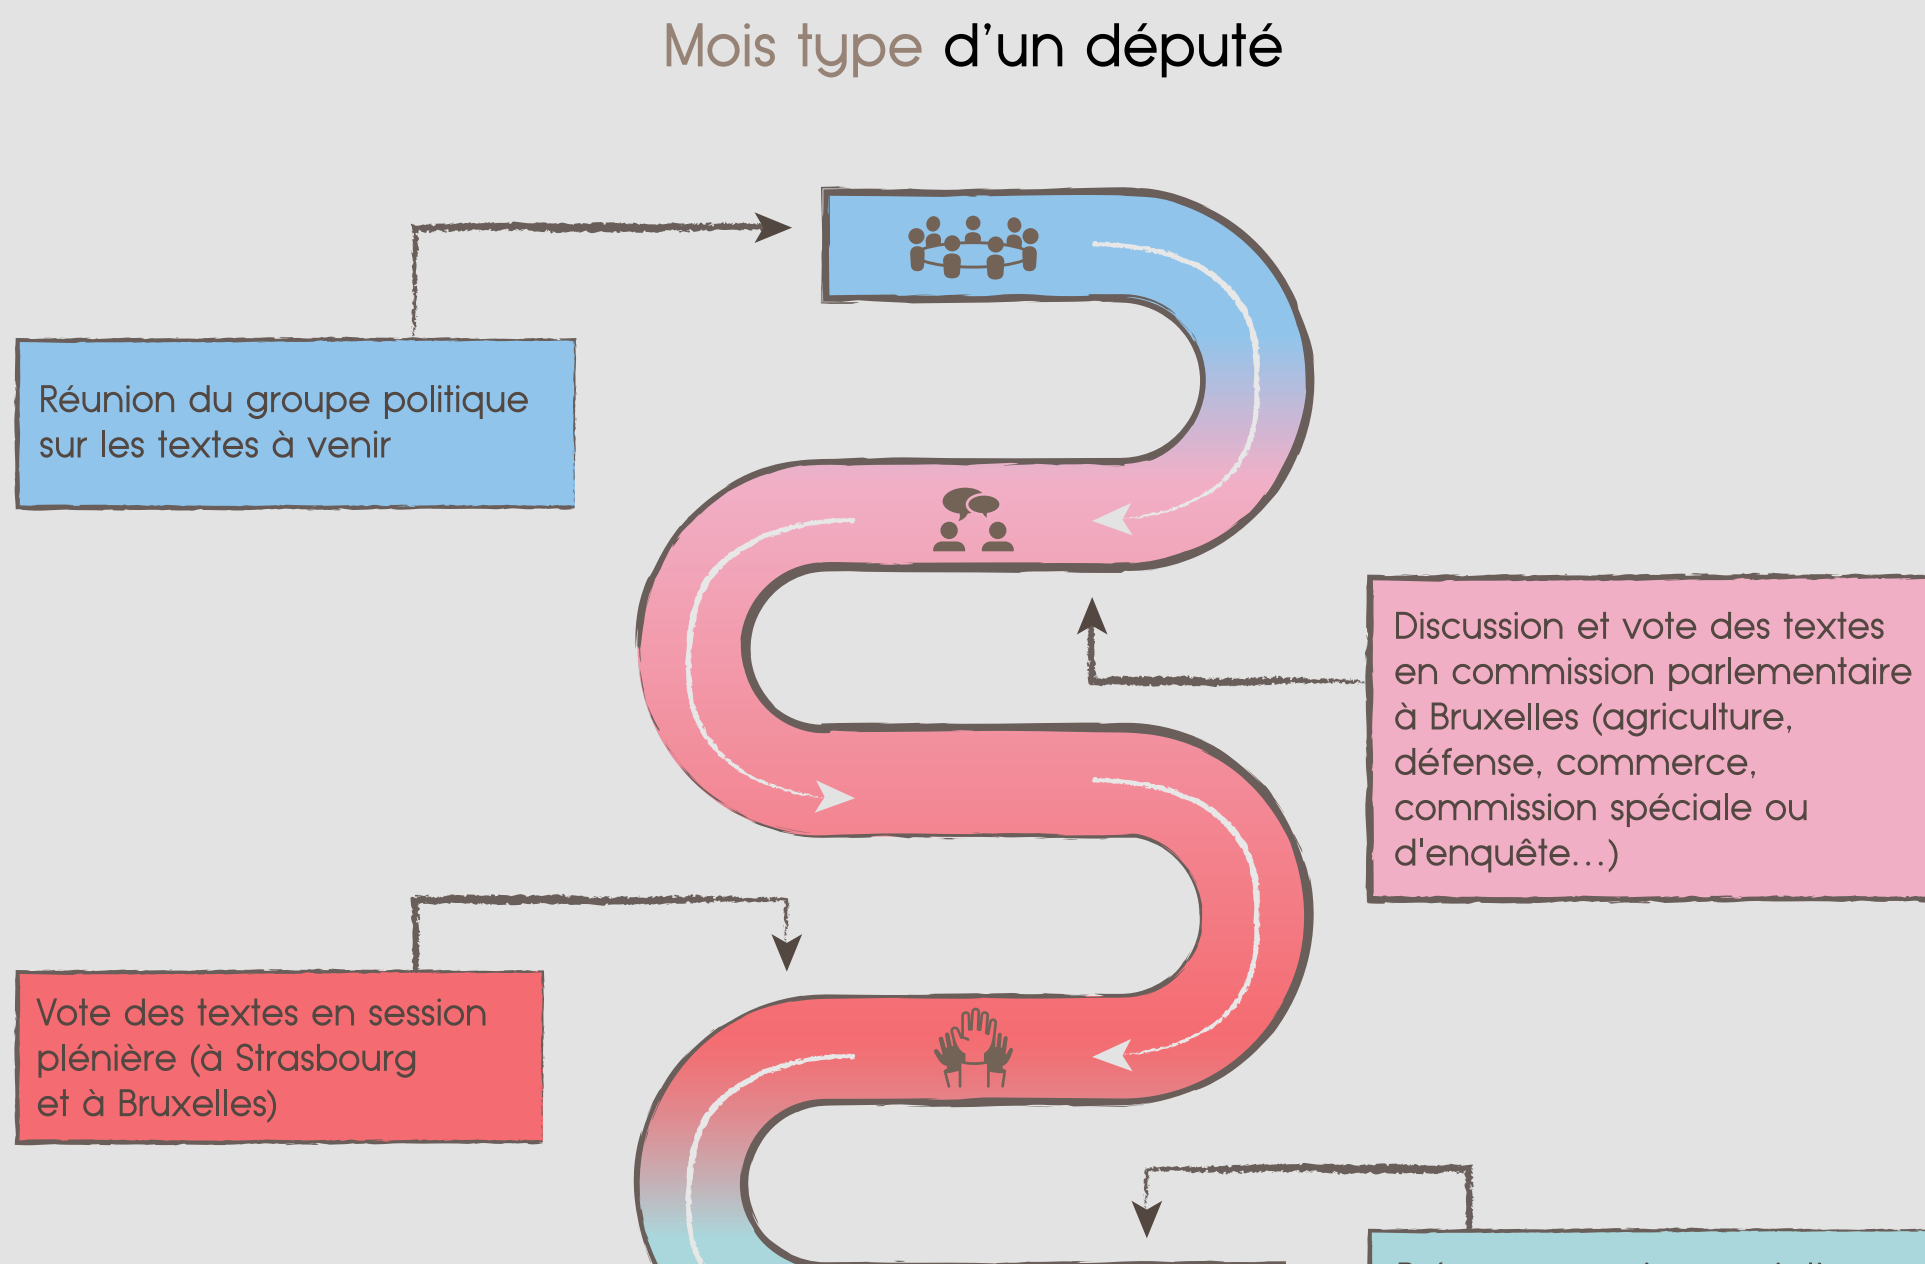 Mois type d’un député
Réunion du groupe politique
sur les textes à venir
Discussion et vote des textes
en commission parlementaire
à Bruxelles (agriculture,
défense, commerce,
commission spéciale ou
d'enquête...)
Vote des textes en session
plénière (à Strasbourg
et à Bruxelles)